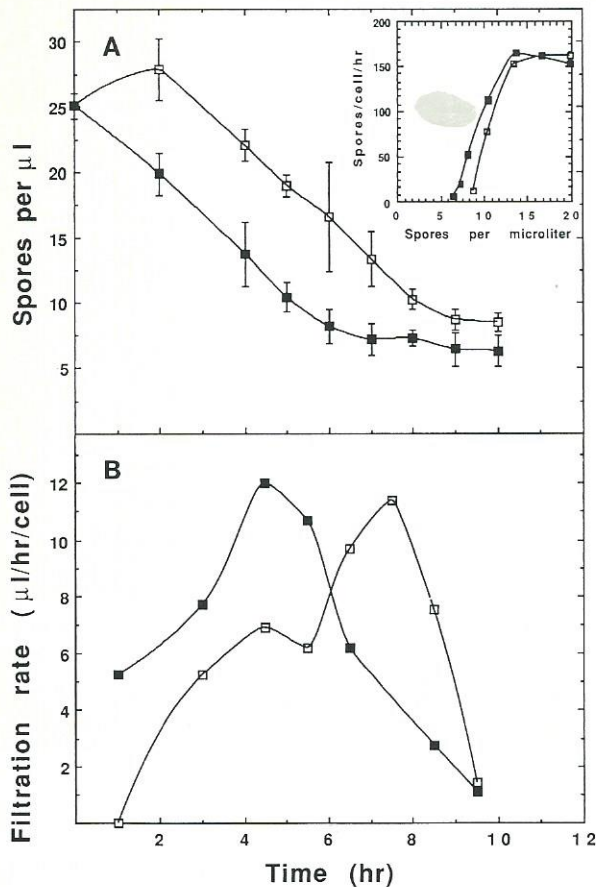 A
Spores per μl
30
25
20
15
10
5
Spores/cell/hr
200
150
100
50
0
0 5 10 15 20
Spores per microliter
B
Filtration rate (μl/hr/cell)
12
10
8
6
4
2
2 4 6 8 10 12
Time (hr)